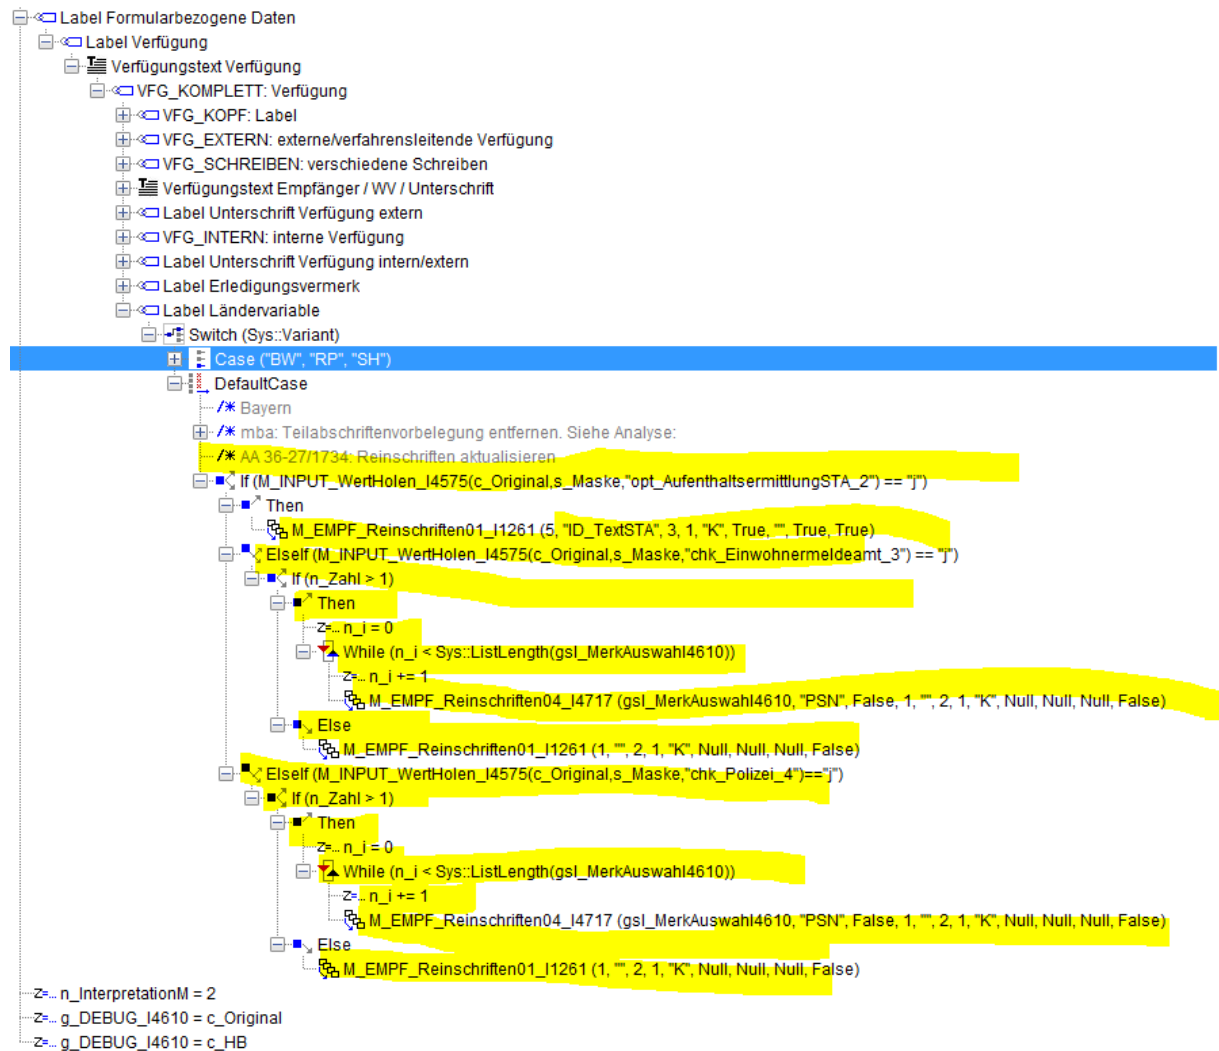 Label Formularbezogene Daten
Label Verfügung
Verfügungstext Verfügung
VFG_KOMPLETT: Verfügung
VFG_KOPF: Label
VFG_EXTERN: externe/verfahrensleitende Verfügung
VFG_SCHREIBEN: verschiedene Schreiben
Verfügungstext Empfänger / WV / Unterschrift
Label Unterschrift Verfügung extern
VFG_INTERN: interne Verfügung
Label Unterschrift Verfügung intern/extern
Label Erledigungsvermerk
Label Ländervariable
Switch (Sys::Variant)
Case ("BW", "RP", "SH")
DefaultCase
/* Bayern
/* mba: Teilabschriftenvorbelegung entfernen. Siehe Analyse:
/* AA 36-27/1734: Reinschriften aktualisieren
If (M_INPUT_WertHolen_I4575(c_Original,s_Maske,"opt_AufenthaltsermittlungSTA_2") == "j")
Then
M_EMPF_Reinschriften01_I1261 (5, "ID_TextSTA", 3, 1, "K", True, "", True, True)
ElseIf (M_INPUT_WertHolen_I4575(c_Original,s_Maske,"chk_Einwohnermeldeamt_3") == "j")
If (n_Zahl > 1)
Then
z=... n_i = 0
While (n_i < Sys::ListLength(gsl_MerkAuswahl4610))
z=... n_i += 1
M_EMPF_Reinschriften04_I4717 (gsl_MerkAuswahl4610, "PSN", False, 1, "", 2, 1, "K", Null, Null, Null, False)
Else
M_EMPF_Reinschriften01_I1261 (1, "", 2, 1, "K", Null, Null, Null, False)
ElseIf (M_INPUT_WertHolen_I4575(c_Original,s_Maske,"chk_Polizei_4")=="j")
If (n_Zahl > 1)
Then
z=... n_i = 0
While (n_i < Sys::ListLength(gsl_MerkAuswahl4610))
z=... n_i += 1
M_EMPF_Reinschriften04_I4717 (gsl_MerkAuswahl4610, "PSN", False, 1, "", 2, 1, "K", Null, Null, Null, False)
Else
M_EMPF_Reinschriften01_I1261 (1, "", 2, 1, "K", Null, Null, Null, False)
z=... n_InterpretationM = 2
z=... g_DEBUG_I4610 = c_Original
z=... g_DEBUG_I4610 = c_HB